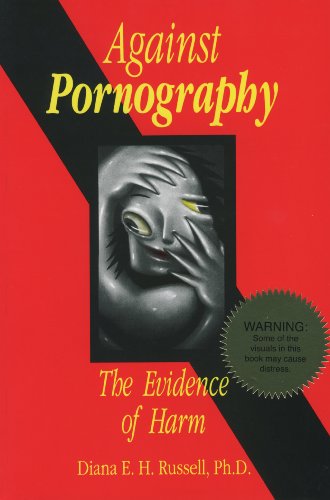 Against
Pornography
WARNING:
Some of the
visuals in this
book may cause
distress.
The Evidence
of Harm
Diana E. H. Russell, Ph.D.